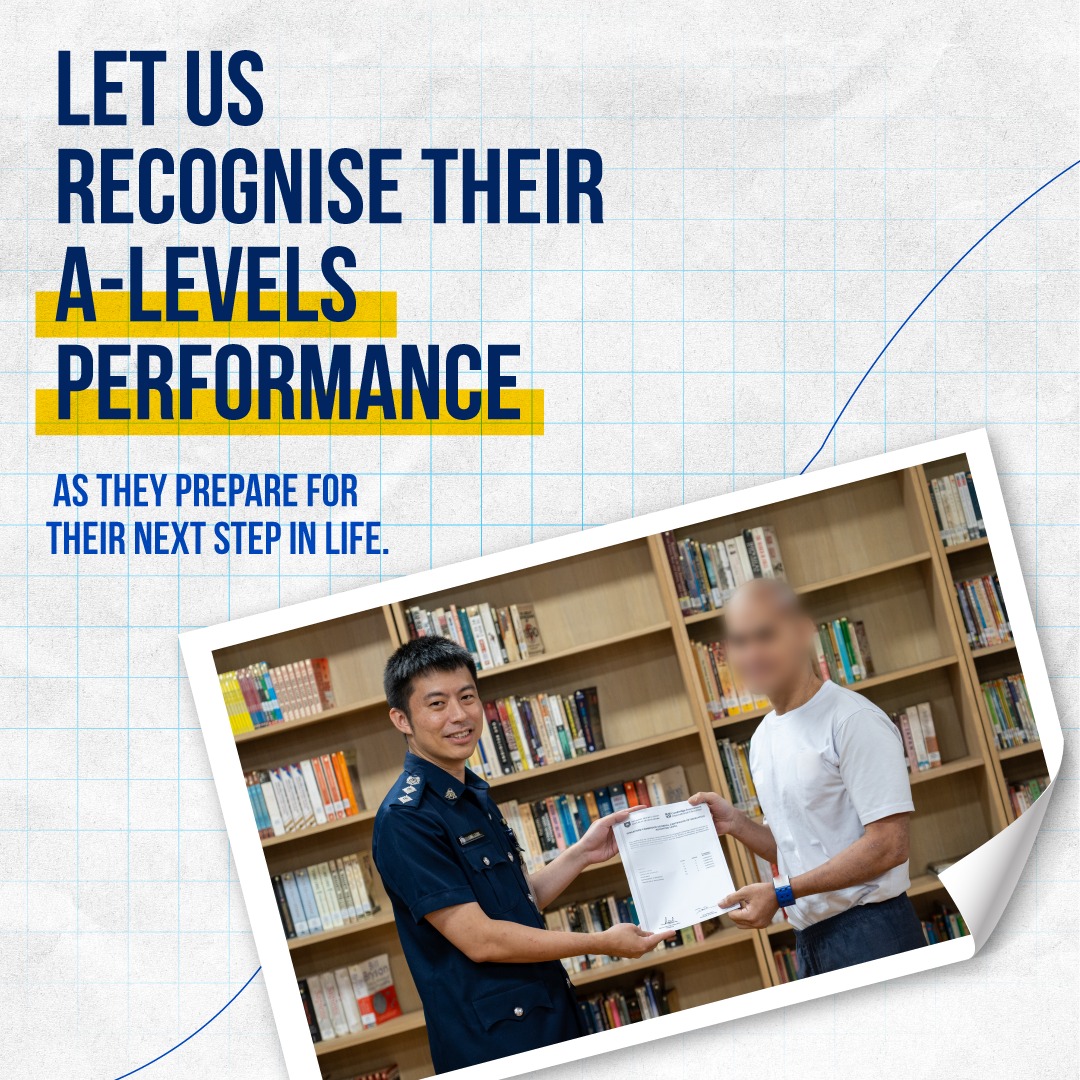 LET US
RECOGNISE THEIR
A-LEVELS
PERFORMANCE
AS THEY PREPARE FOR
THEIR NEXT STEP IN LIFE.